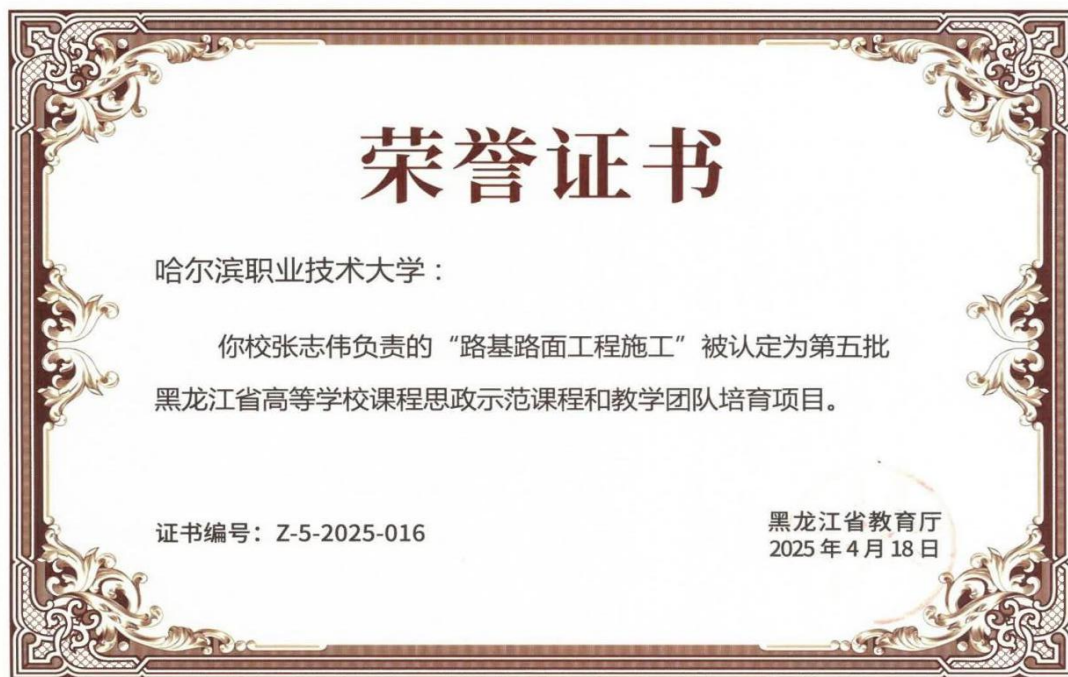 荣誉证书
哈尔滨职业技术大学：
你校张志伟负责的“路基路面工程施工”被认定为第五批
黑龙江省高等学校课程思政示范课程和教学团队培育项目。
证书编号：Z-5-2025-016
黑龙江省教育厅
2025年4月18日